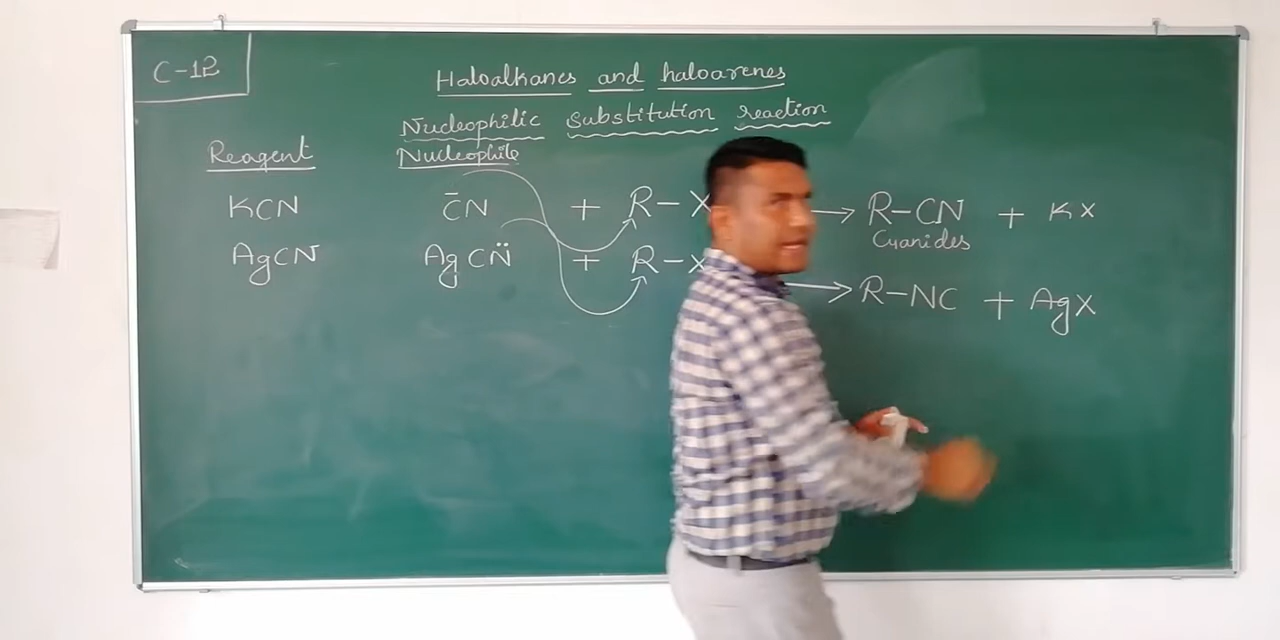 C-12
Haloalkanes and haloarenes
Nucleophilic substitution reaction
Reagent Nucleophile
KCN C̄N + R-X → R-CN + KX
Cyanides
AgCN AgCN̈ + R-X → R-NC + AgX